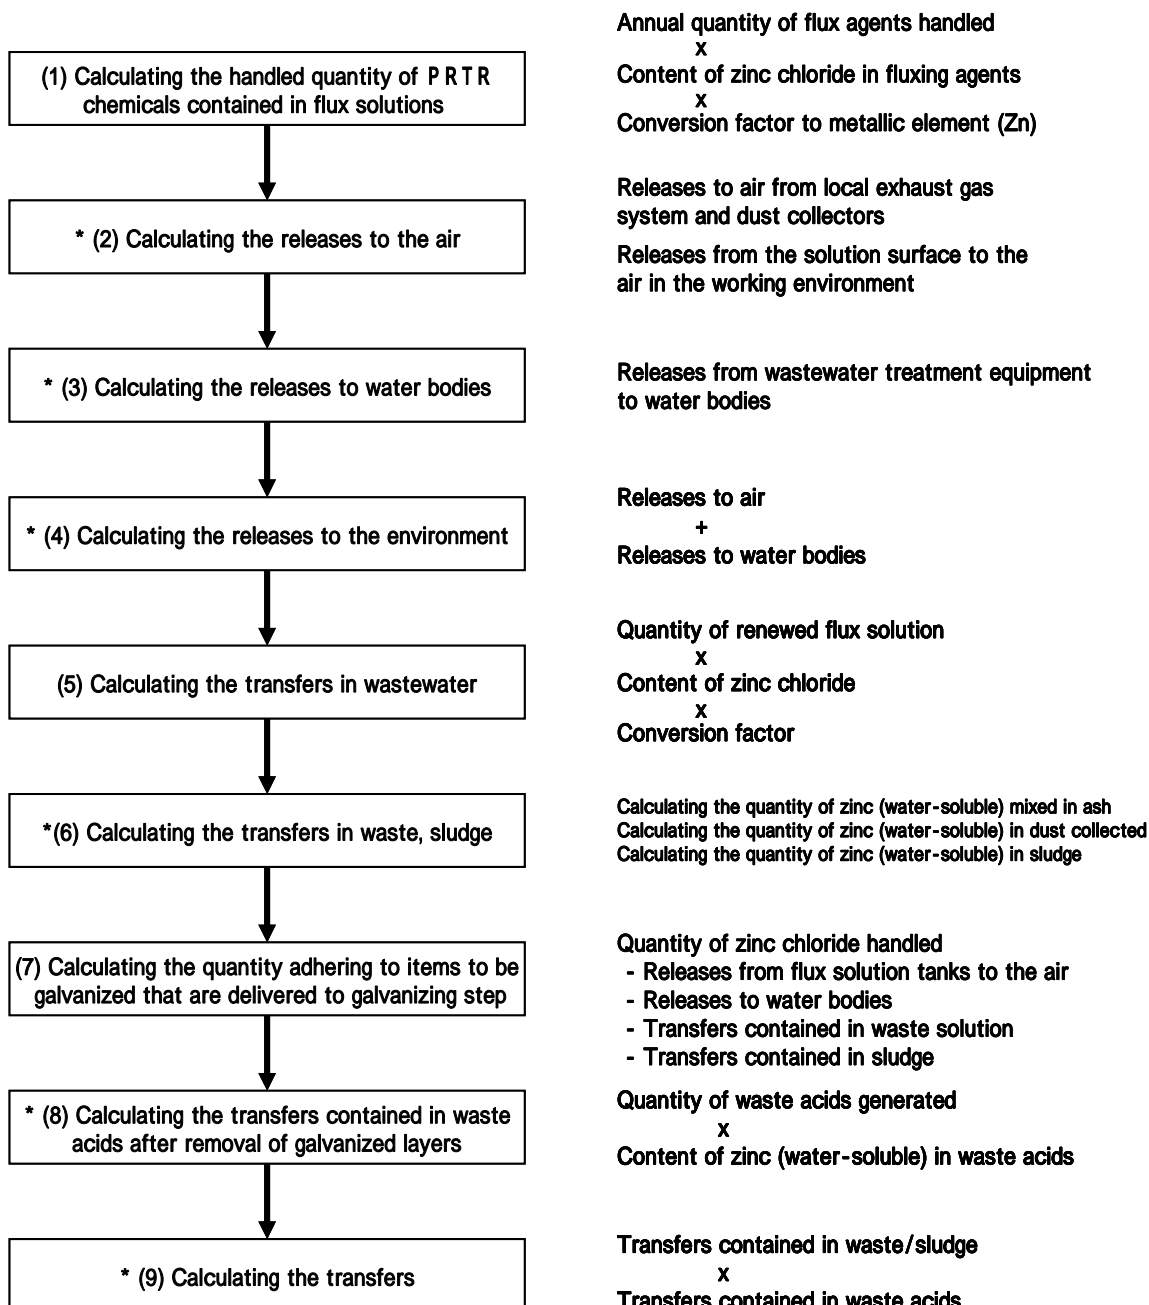 Annual quantity of flux agents handled
x
(1) Calculating the handled quantity of PRTR
chemicals contained in flux solutions
Content of zinc chloride in fluxing agents
x
Conversion factor to metallic element (Zn)
* (2) Calculating the releases to the air
Releases to air from local exhaust gas
system and dust collectors
Releases from the solution surface to the
air in the working environment
* (3) Calculating the releases to water bodies
Releases from wastewater treatment equipment
to water bodies
* (4) Calculating the releases to the environment
Releases to air
+
Releases to water bodies
(5) Calculating the transfers in wastewater
Quantity of renewed flux solution
x
Content of zinc chloride
x
Conversion factor
*(6) Calculating the transfers in waste, sludge
Calculating the quantity of zinc (water-soluble) mixed in ash
Calculating the quantity of zinc (water-soluble) in dust collected
Calculating the quantity of zinc (water-soluble) in sludge
(7) Calculating the quantity adhering to items to be
galvanized that are delivered to galvanizing step
Quantity of zinc chloride handled
- Releases from flux solution tanks to the air
- Releases to water bodies
- Transfers contained in waste solution
- Transfers contained in sludge
* (8) Calculating the transfers contained in waste
acids after removal of galvanized layers
Quantity of waste acids generated
x
Content of zinc (water-soluble) in waste acids
* (9) Calculating the transfers
Transfers contained in waste/sludge
x
Transfers contained in waste acids